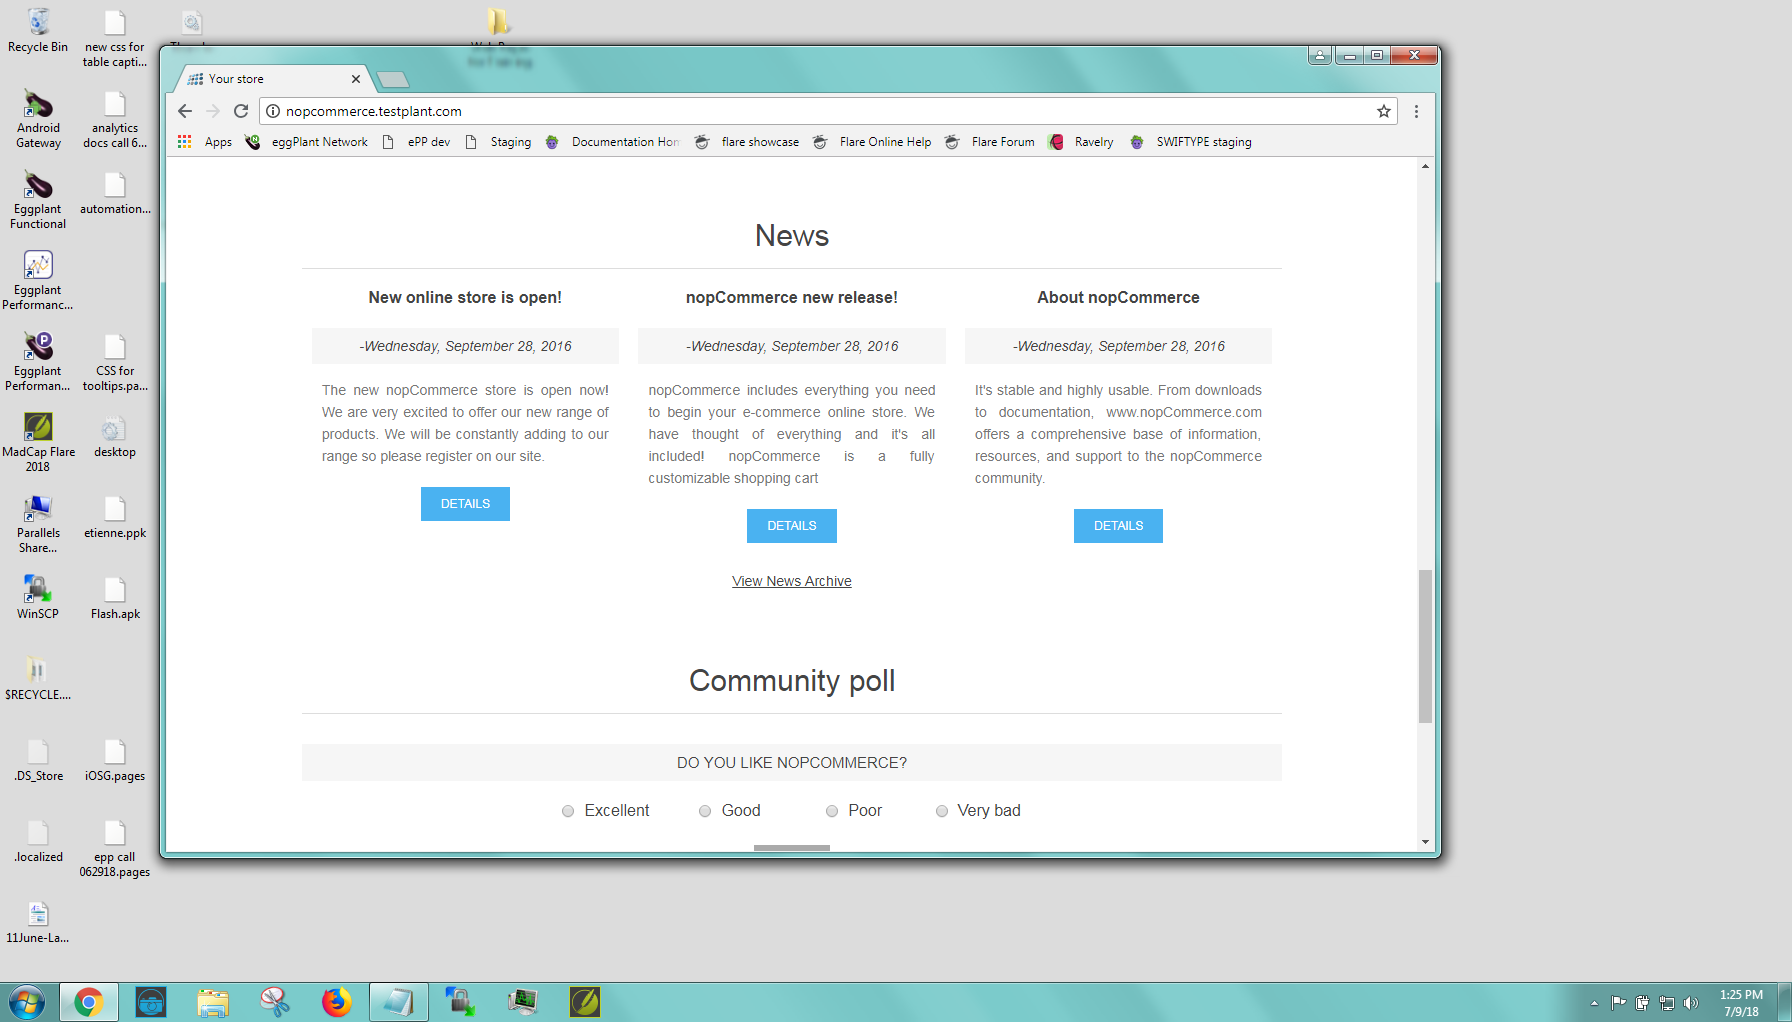 Recycle Bin
new css for
table capti...
Android
Gateway
analytics
docs call 6...
Eggplant
Functional
automation...
Eggplant
Performanc...
Eggplant
Performan...
CSS for
tooltips.pa...
MadCap Flare
2018
desktop
Parallels
Share...
etienne.ppk
WinSCP
Flash.apk
$RECYCLE....
.DS_Store
iOSG.pages
.localized
epp call
062918.pages
11June-La...
Your store
nopcommerce.testplant.com
Apps
eggPlant Network
ePP dev
Staging
Documentation Hom
flare showcase
Flare Online Help
Flare Forum
Ravelry
SWIFTYPE staging
News
New online store is open!
-Wednesday, September 28, 2016
The new nopCommerce store is open now!
We are very excited to offer our new range of
products. We will be constantly adding to our
range so please register on our site.
DETAILS
nopCommerce new release!
-Wednesday, September 28, 2016
nopCommerce includes everything you need
to begin your e-commerce online store. We
have thought of everything and it's all
included! nopCommerce is a fully
customizable shopping cart
DETAILS
About nopCommerce
-Wednesday, September 28, 2016
It's stable and highly usable. From downloads
to documentation, www.nopCommerce.com
offers a comprehensive base of information,
resources, and support to the nopCommerce
community.
DETAILS
View News Archive
Community poll
DO YOU LIKE NOPCOMMERCE?
Excellent
Good
Poor
Very bad
1:25 PM
7/9/18